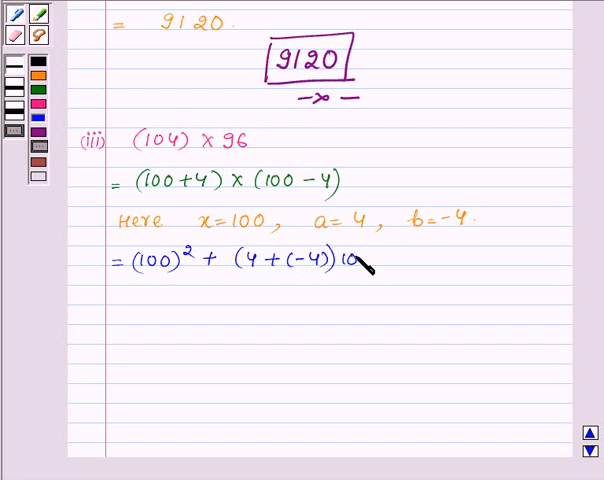 = 9120.
9120
(iii) (104) × 96
= (100+4) × (100-4)
Here x=100, a=4, b=-4.
= (100)² + (4+(-4)) 10